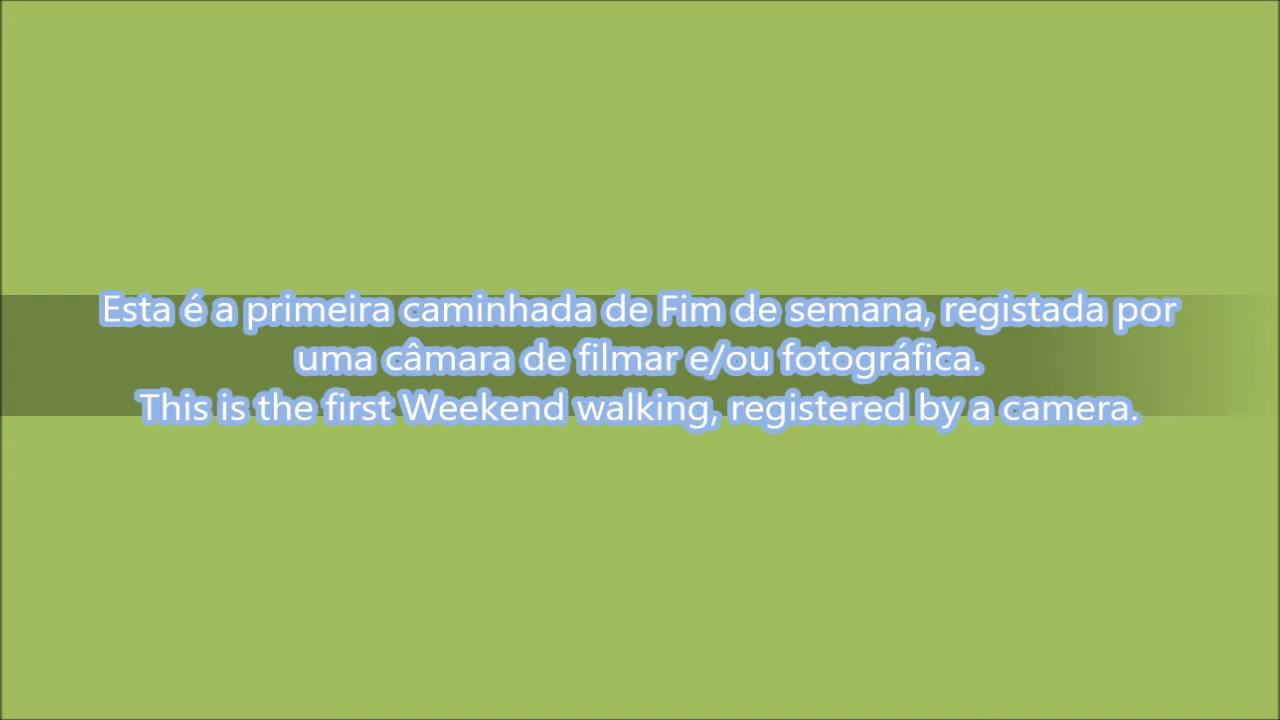 Esta é a primeira caminhada de Fim de semana, registada por
uma câmara de filmar e/ou fotográfica.
This is the first Weekend walking, registered by a camera.